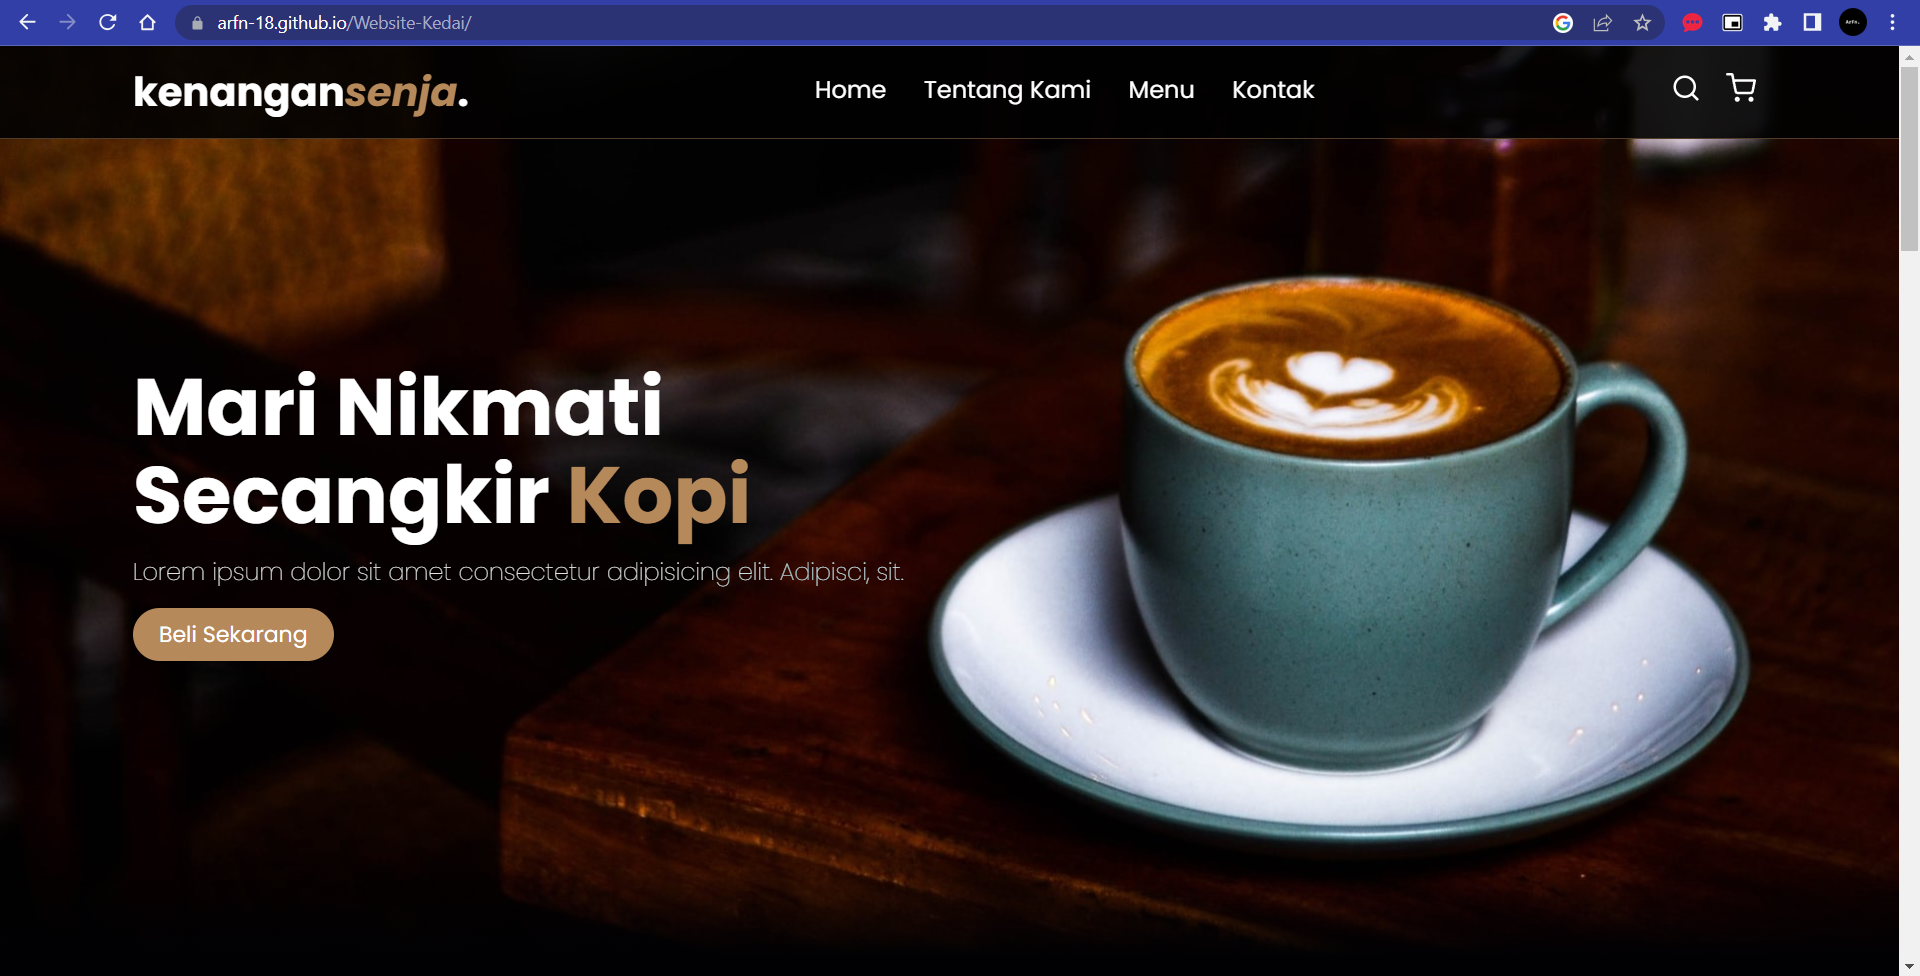 arfn-18.github.io/Website-Kedai/
Arfn.
kenangansenja.
Home Tentang Kami Menu Kontak
Mari Nikmati
Secangkir Kopi
Lorem ipsum dolor sit amet consectetur adipisicing elit. Adipisci, sit.
Beli Sekarang